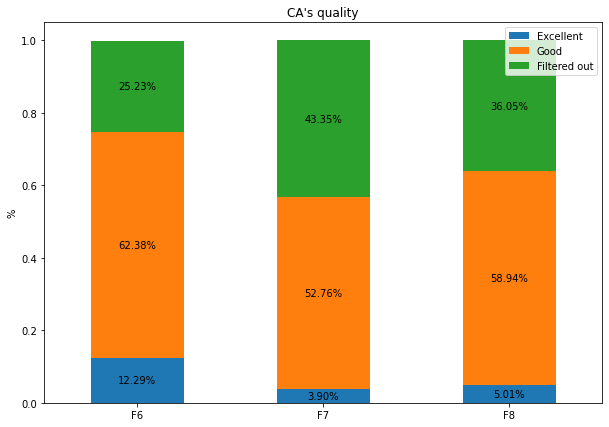 CA's quality
Excellent
Good
Filtered out
%
1.0
0.8
0.6
0.4
0.2
0.0
25.23%
62.38%
12.29%
43.35%
52.76%
3.90%
36.05%
58.94%
5.01%
F6
F7
F8